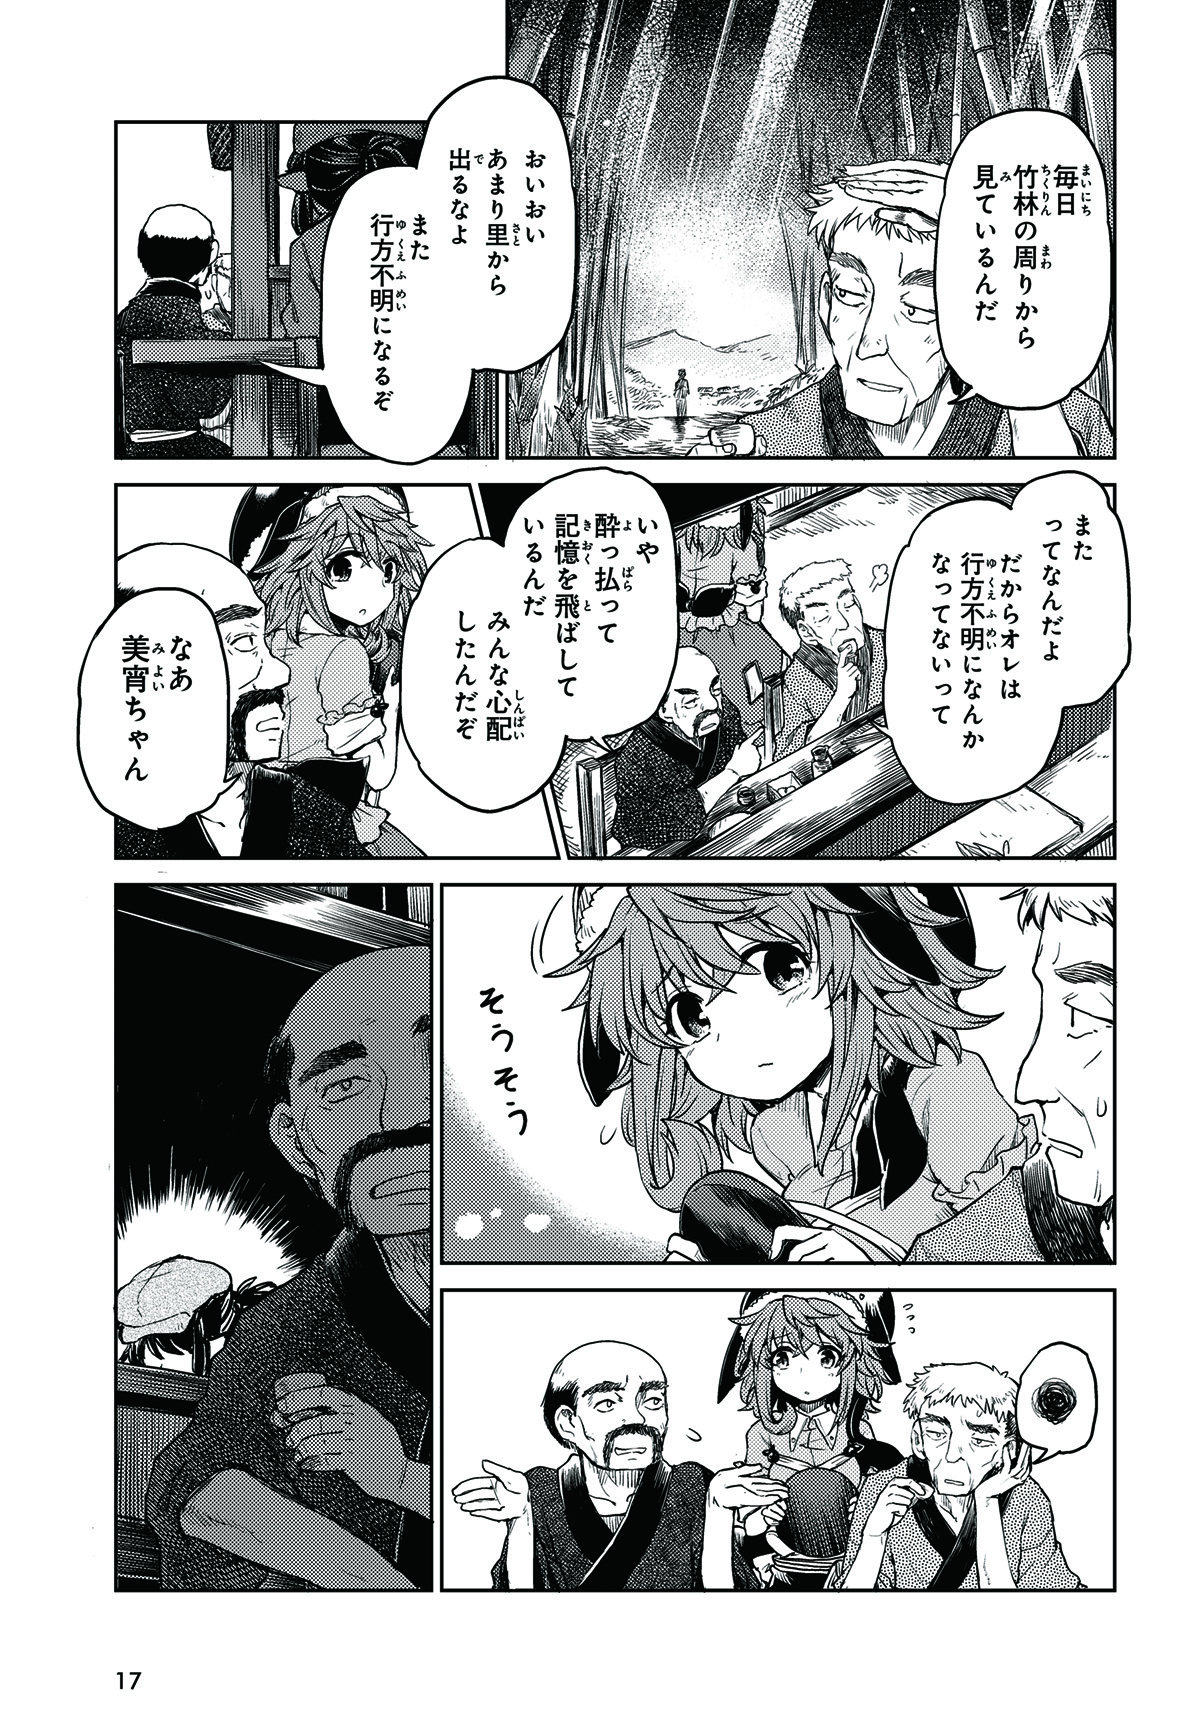 毎日
竹林の周りから
見ているんだ
おいおい
あまり里から
出るなよ
また
行方不明になるぞ
また
ってなんだよ
だからオレは
行方不明になんか
なってないって
いや
酔っ払って
記憶を飛ばして
いるんだ
みんな心配
したんだぞ
なあ
美宵ちゃん
そうそう
17